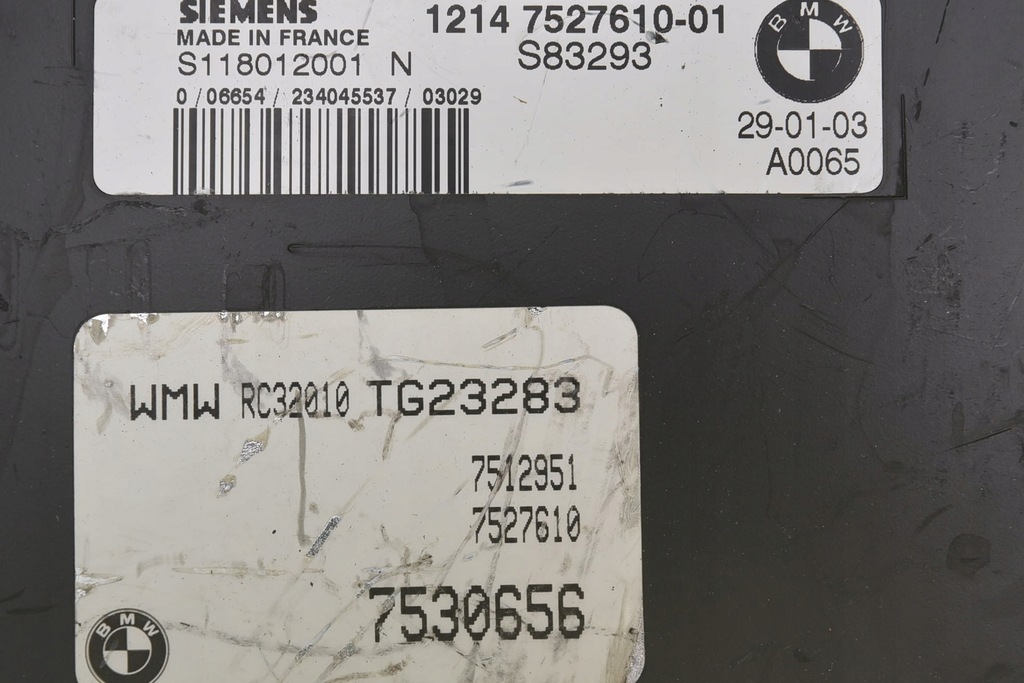 SIEMENS
MADE IN FRANCE
S118012001 N
0 / 06654 / 234045537 / 03029
1214 7527610-01
S83293
BMW
29-01-03
A0065
WMW RC32010 TG23283
7512951
7527610
7530656
BMW